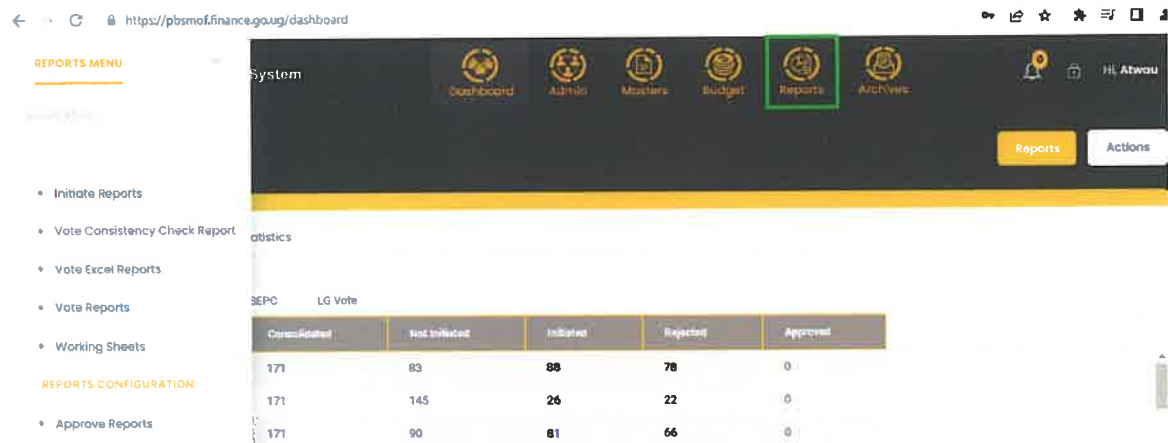 https://pbsmof.finance.go.ug/dashboard
REPORTS MENU
System
Dashboard
Admin
Masters
Budget
Reports
Archives
0
Hi, Atwau
Reports
Actions
Initiate Reports
Vote Consistency Check Report
atistics
Vote Excel Reports
Vote Reports
SEPC LG Vote
Working Sheets
Consolidated Not Initiated Initiated Rejected Approved
171 83 88 78 0
REPORTS CONFIGURATION
171 145 26 22 0
Approve Reports
171 90 81 66 0